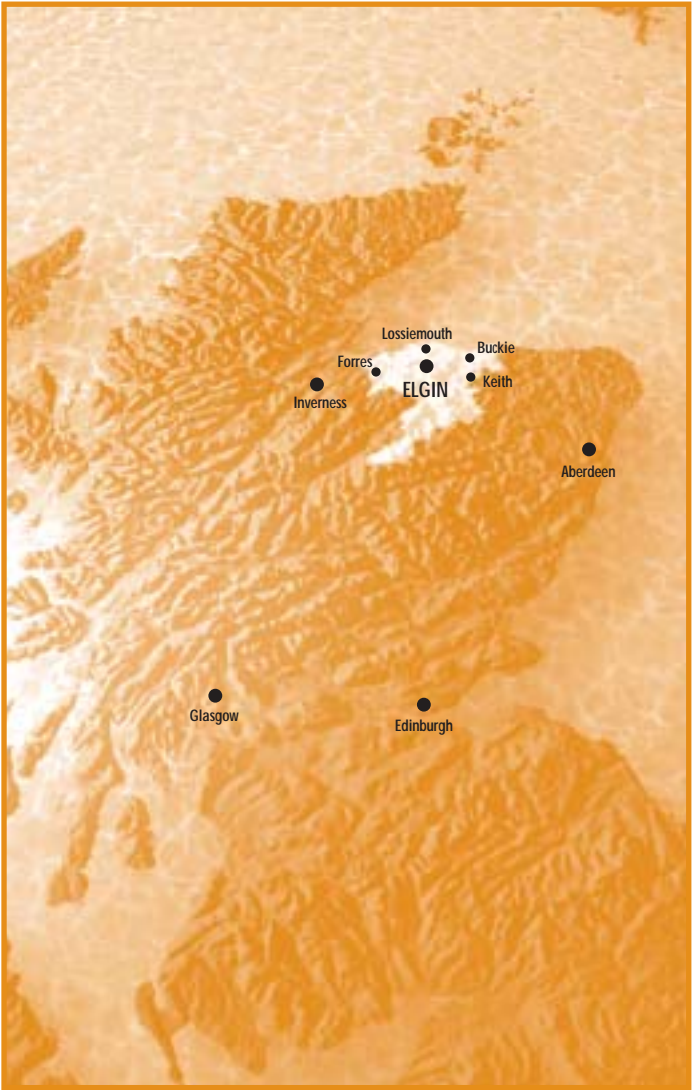 Lossiemouth
Buckie
Forres
Keith
ELGIN
Inverness
Aberdeen
Glasgow
Edinburgh